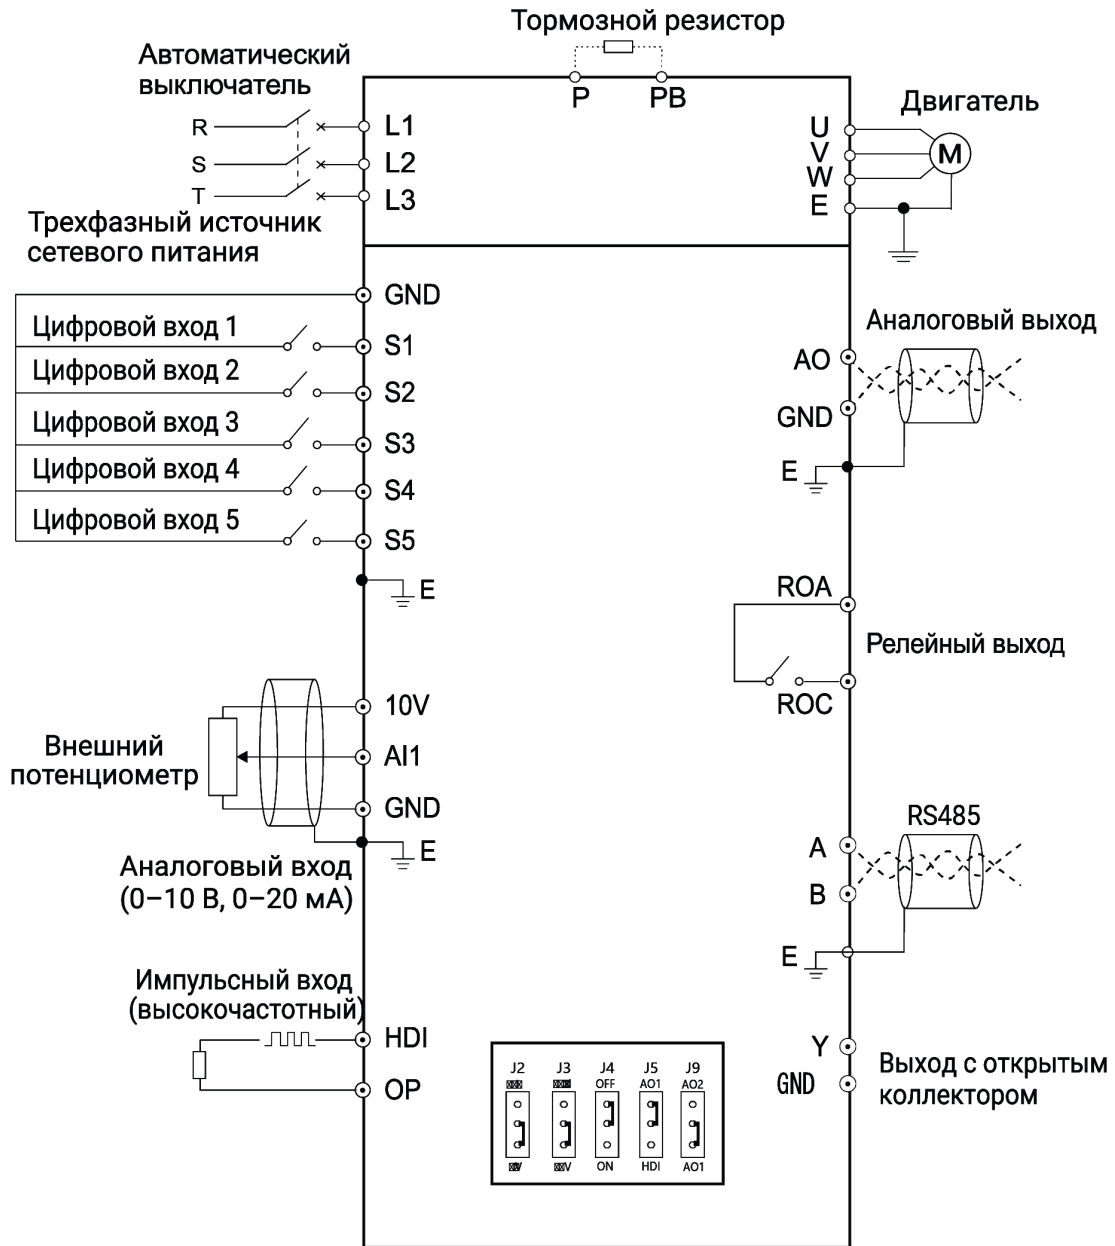 Тормозной резистор
P
PB
Автоматический
выключатель
R
L1
S
L2
T
L3
Трехфазный источник
сетевого питания
U
V
W
E
Двигатель
M
GND
Цифровой вход 1
S1
Цифровой вход 2
S2
Цифровой вход 3
S3
Цифровой вход 4
S4
Цифровой вход 5
S5
E
Аналоговый выход
AO
GND
E
ROA
Релейный выход
ROC
10V
Внешний
потенциометр
AI1
GND
E
Аналоговый вход
(0–10 В, 0–20 мА)
RS485
A
B
E
Импульсный вход
(высокочастотный)
HDI
OP
Y
GND
Выход с открытым
коллектором
J2 J3 J4 J5 J9
OFF AO1 AO2
V V ON HDI AO1